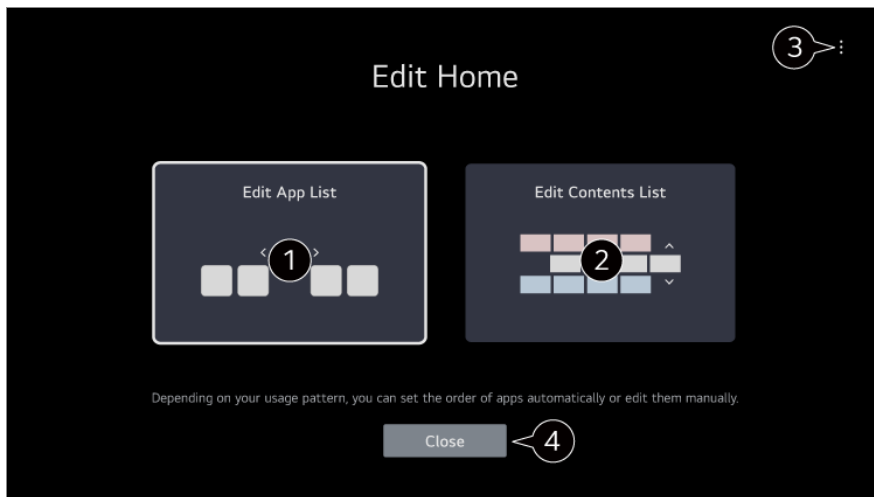 3
Edit Home
Edit App List
Edit Contents List
1
2
Depending on your usage pattern, you can set the order of apps automatically or edit them manually.
Close
4